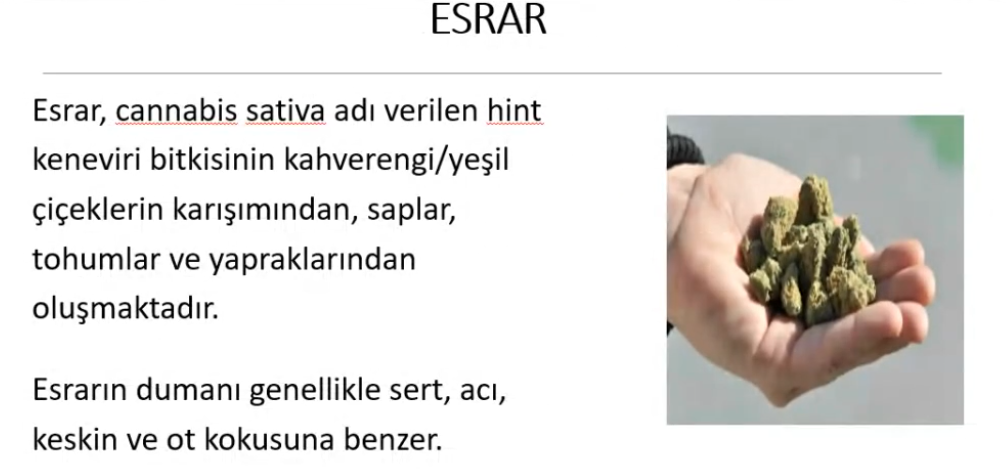 ESRAR
Esrar, cannabis sativa adı verilen hint
keneviri bitkisinin kahverengi/yeşil
çiçeklerin karışımından, saplar,
tohumlar ve yapraklarından
oluşmaktadır.
Esrarın dumanı genellikle sert, acı,
keskin ve ot kokusuna benzer.